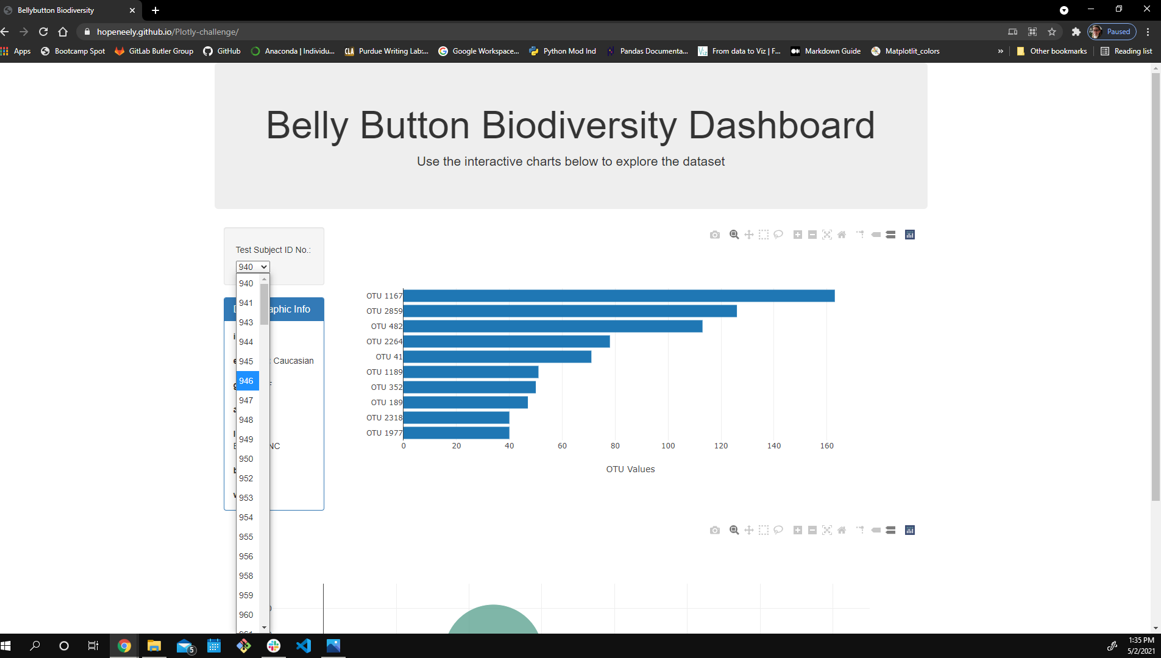 Bellybutton Biodiversity
hopeneely.github.io/Plotly-challenge/
Paused
Apps Bootcamp Spot GitLab Butler Group GitHub Anaconda | Individu... Purdue Writing Lab:... Google Workspace... Python Mod Ind Pandas Documenta... From data to Viz | F... Markdown Guide Matplotlib_colors » Other bookmarks Reading list
Belly Button Biodiversity Dashboard
Use the interactive charts below to explore the dataset
Test Subject ID No.:
940
940
941
943
944
945
946
947
948
949
950
952
953
954
955
956
958
959
960
aphic Info
Caucasian
NC
OTU 1167
OTU 2859
OTU 482
OTU 2264
OTU 41
OTU 1189
OTU 352
OTU 189
OTU 2318
OTU 1977
0 20 40 60 80 100 120 140 160
OTU Values
5
1:35 PM
5/2/2021